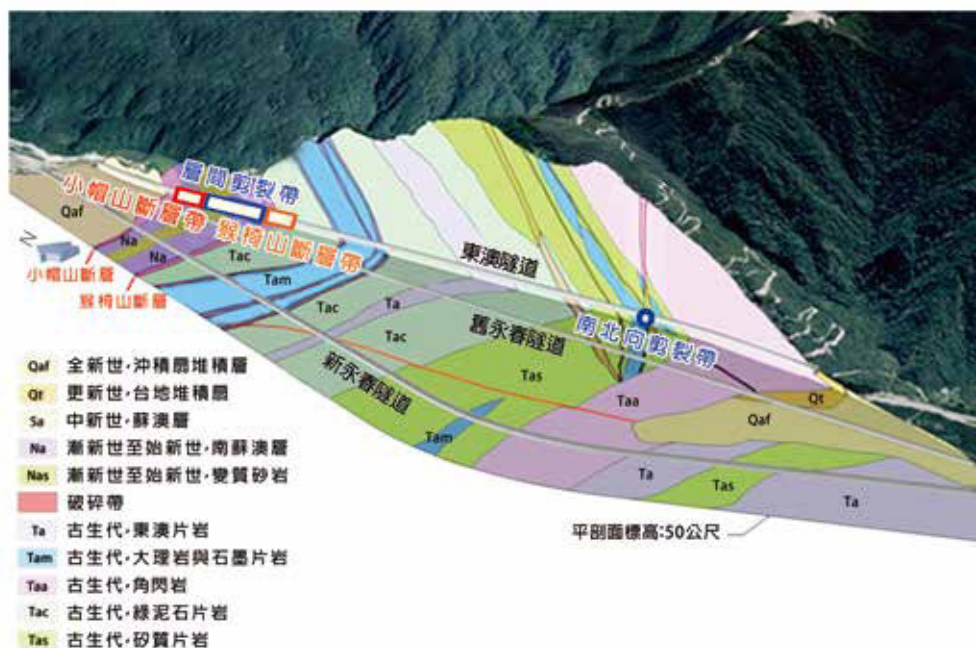 層間剪裂帶
小帽山斷層帶
猴椅山斷層帶
Qaf
N
Na
Na
小帽山斷層
猴椅山斷層
Tac
Tam
Tac
Ta
Tac
東澳隧道
舊永春隧道
新永春隧道
南北向剪裂帶
Tas
Taa
Qt
Qaf
Tam
Ta
Tas
Ta
平剖面標高:50公尺
Qaf 全新世,沖積扇堆積層
Qt 更新世,台地堆積扇
Sa 中新世,蘇澳層
Na 漸新世至始新世,南蘇澳層
Nas 漸新世至始新世,變質砂岩
破碎帶
Ta 古生代,東澳片岩
Tam 古生代,大理岩與石墨片岩
Taa 古生代,角閃岩
Tac 古生代,綠泥石片岩
Tas 古生代,矽質片岩